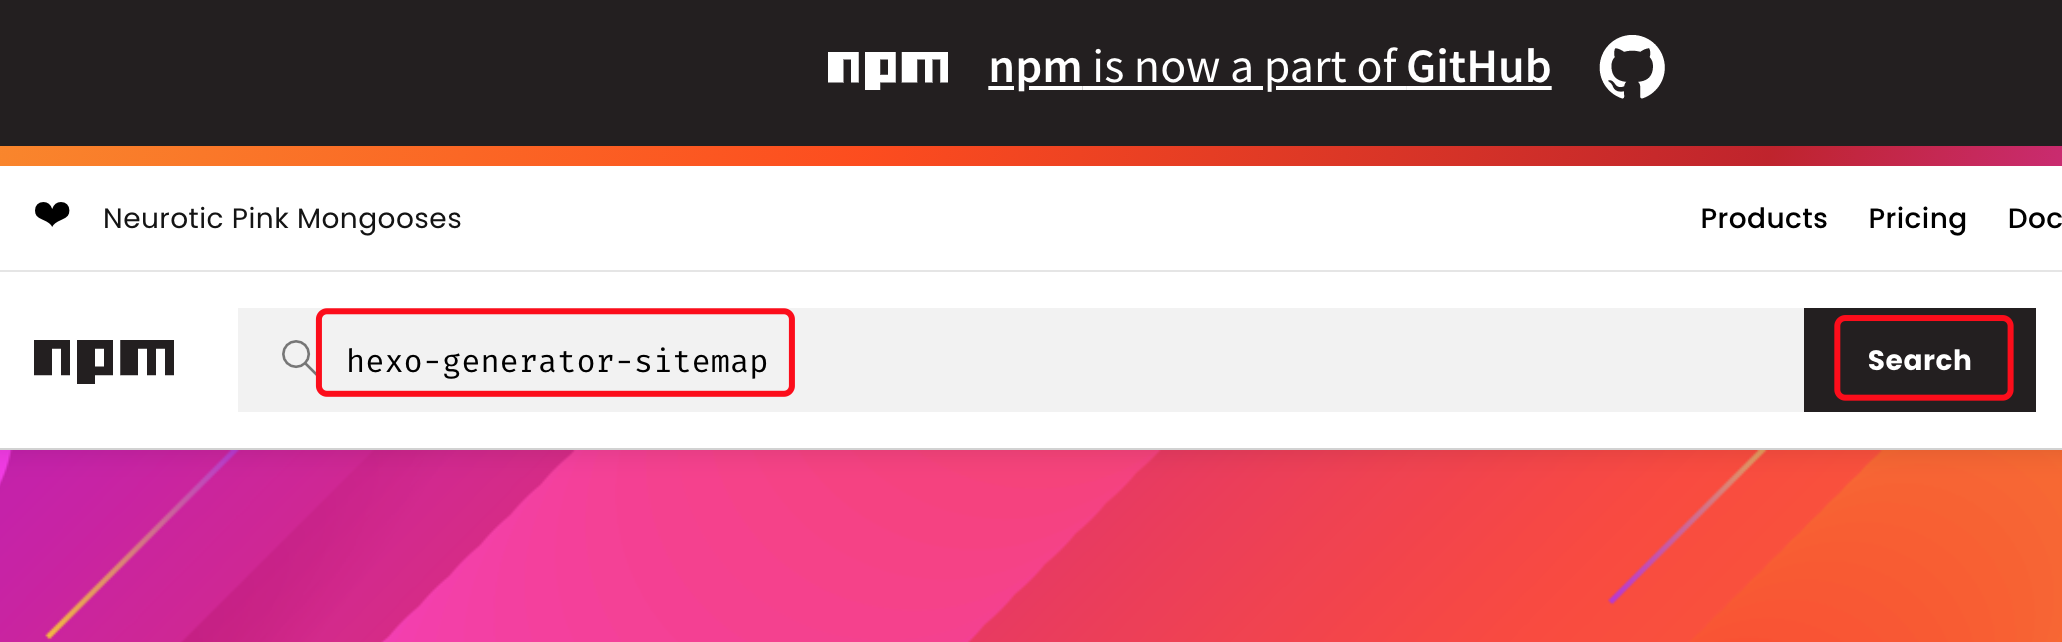 npm npm is now a part of GitHub
Neurotic Pink Mongooses Products Pricing Doc
npm hexo-generator-sitemap Search